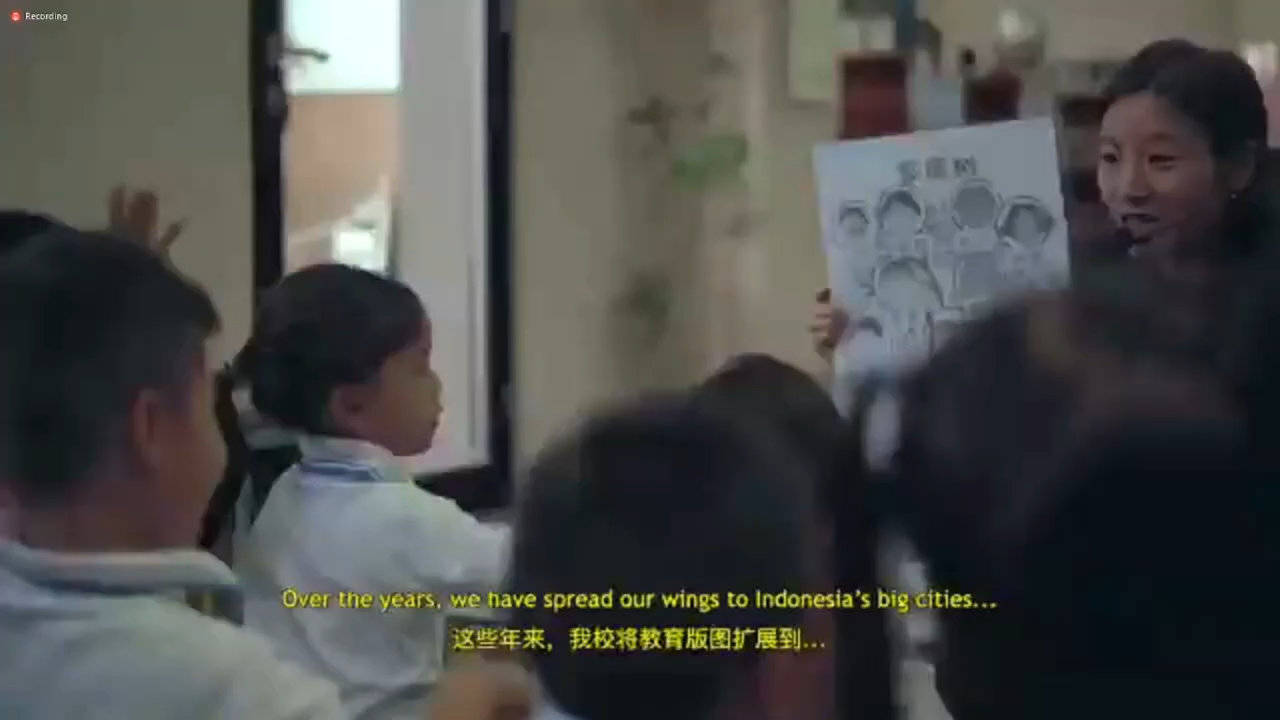 Recording
Over the years, we have spread our wings to Indonesia's big cities...
这些年来，我校将教育版图扩展到...